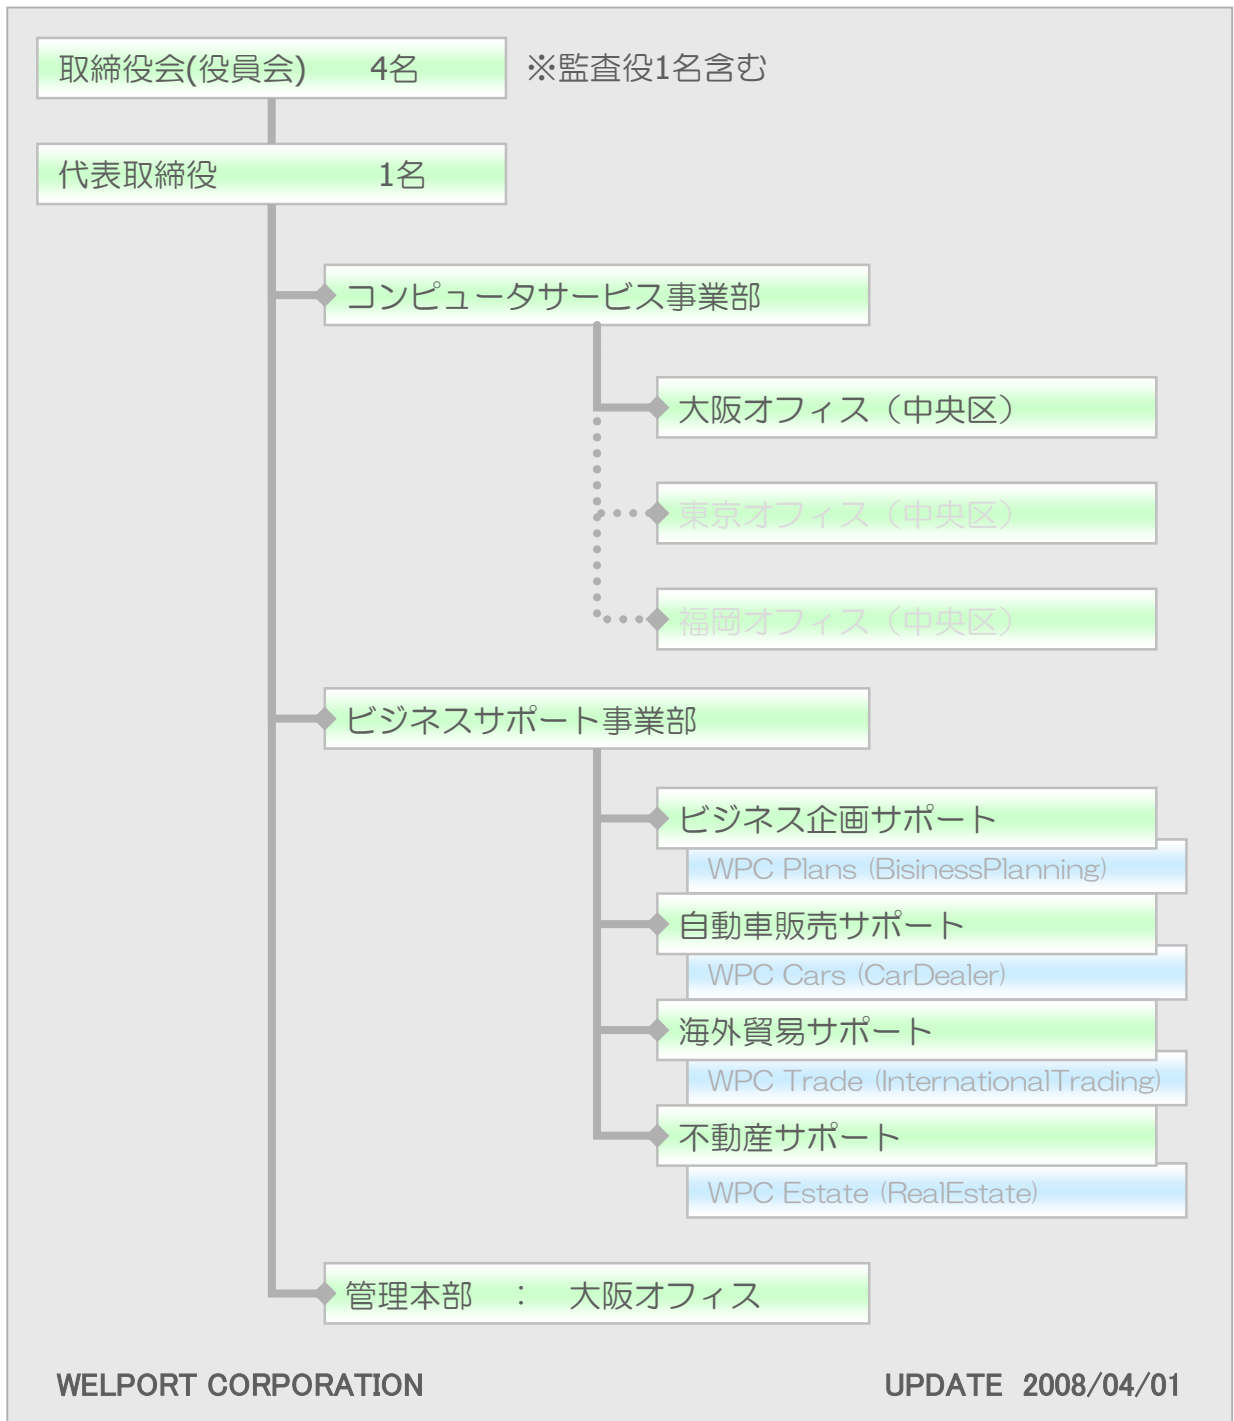 取締役会(役員会)　　4名　※監査役1名含む
代表取締役　　　　　1名
コンピュータサービス事業部
大阪オフィス（中央区）
東京オフィス（中央区）
福岡オフィス（中央区）
ビジネスサポート事業部
ビジネス企画サポート
WPC Plans (BisinessPlanning)
自動車販売サポート
WPC Cars (CarDealer)
海外貿易サポート
WPC Trade (InternationalTrading)
不動産サポート
WPC Estate (RealEstate)
管理本部　：　大阪オフィス
WELPORT CORPORATION　UPDATE 2008/04/01